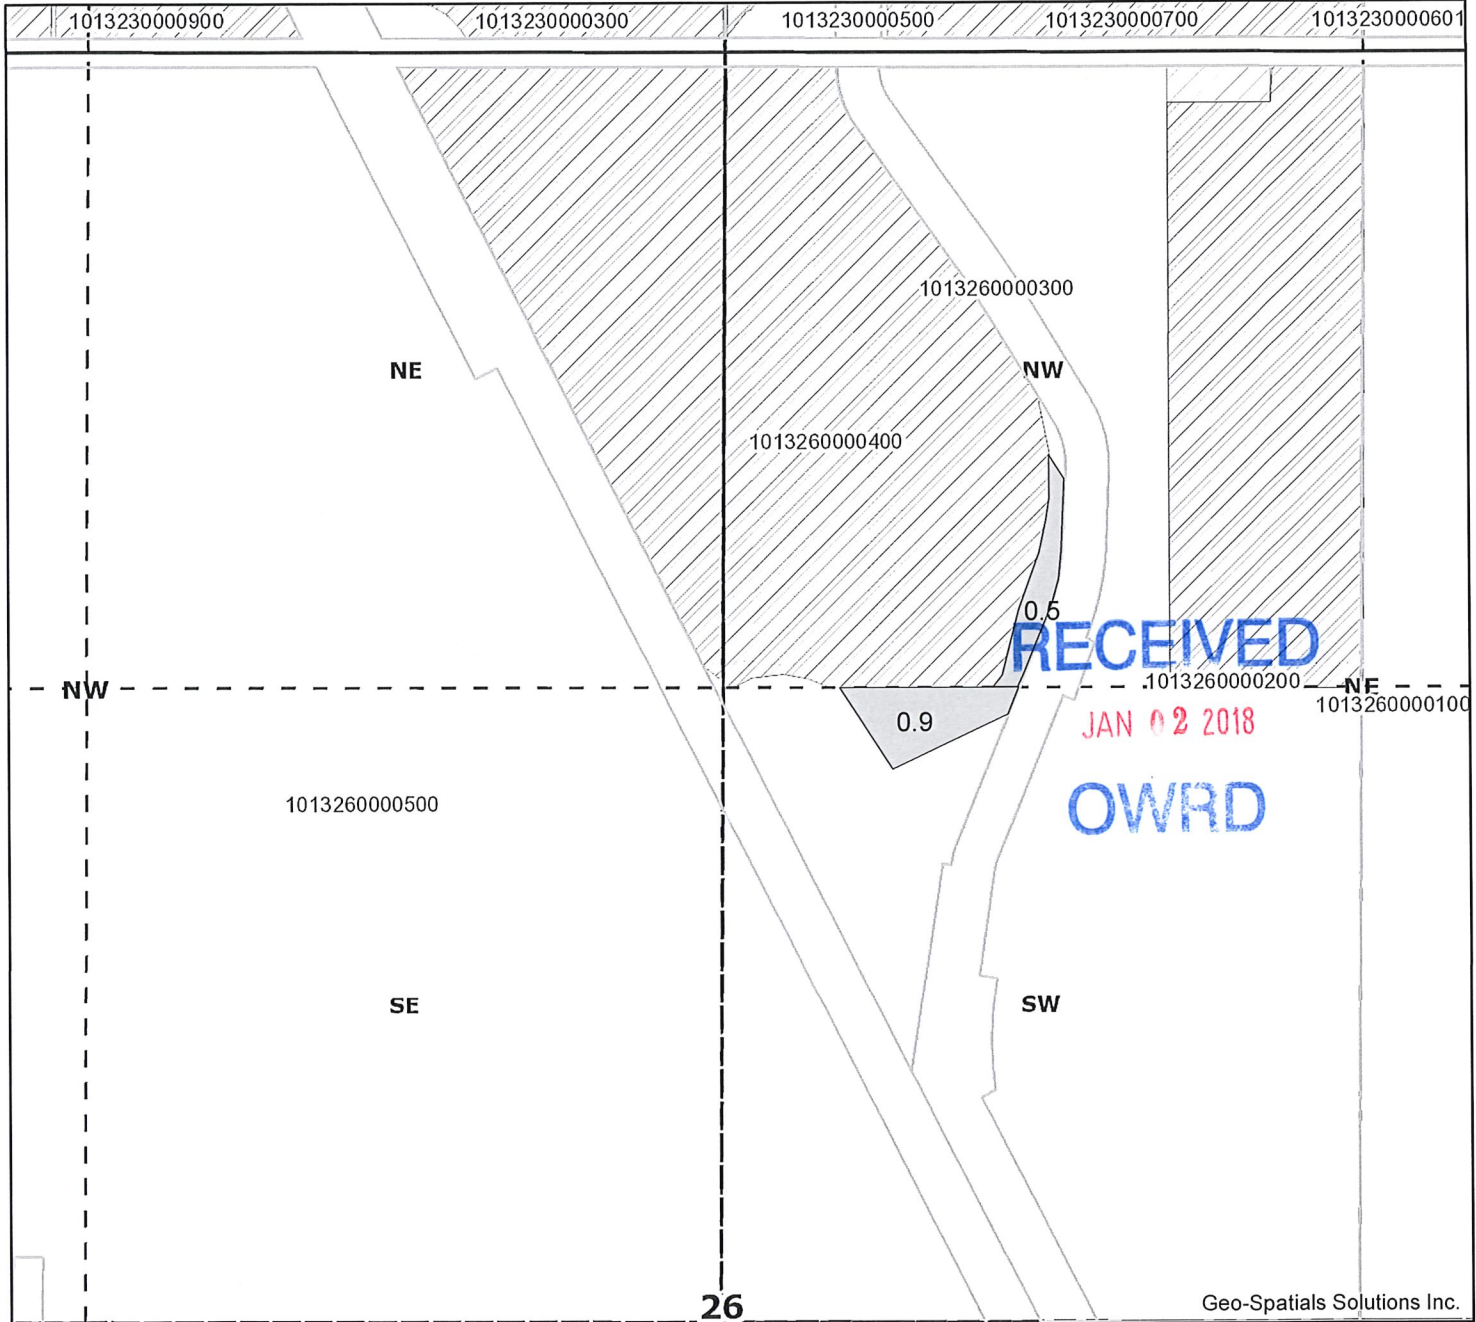 1013230000900 1013230000300 1013230000500 1013230000700 1013230000601
1013260000300
NE NW
1013260000400
0.5
RECEIVED
NW 1013260000200 NE
1013260000100
0.9 JAN 02 2018
1013260000500 OWRD
SE SW
26 Geo-Spatials Solutions Inc.